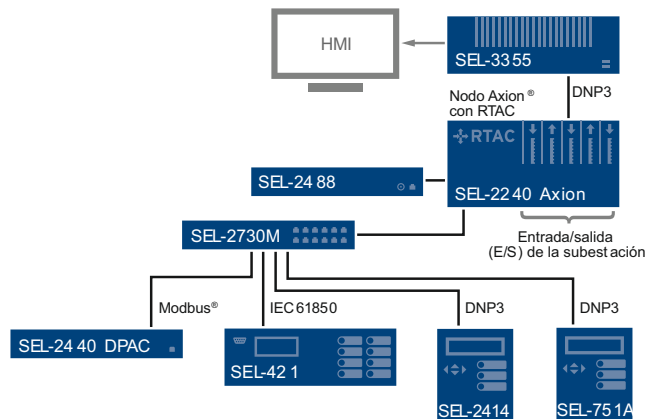 HMI
SEL-3355
DNP3
Nodo Axion®
con RTAC
RTAC
SEL-2240 Axion
SEL-2488
Entrada/salida
(E/S) de la subestación
SEL-2730M
Modbus®
IEC 61850
DNP3
DNP3
SEL-2440 DPAC
SEL-421
SEL-2414
SEL-751A